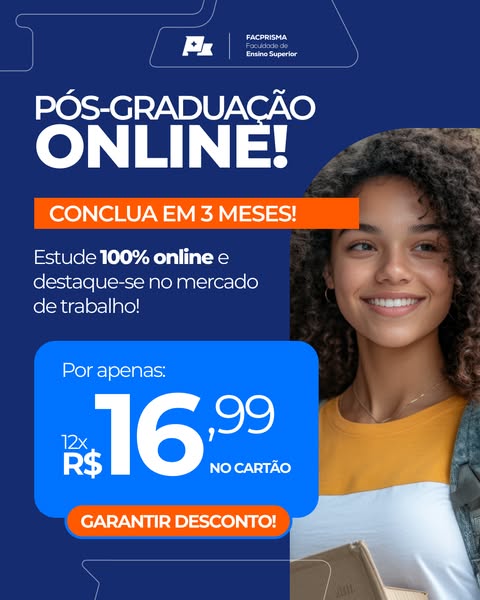 FACPRISMA
Faculdade de
Ensino Superior
PÓS-GRADUAÇÃO
ONLINE!
CONCLUA EM 3 MESES!
Estude 100% online e
destaque-se no mercado
de trabalho!
Por apenas:
12x
R$16,99
NO CARTÃO
GARANTIR DESCONTO!